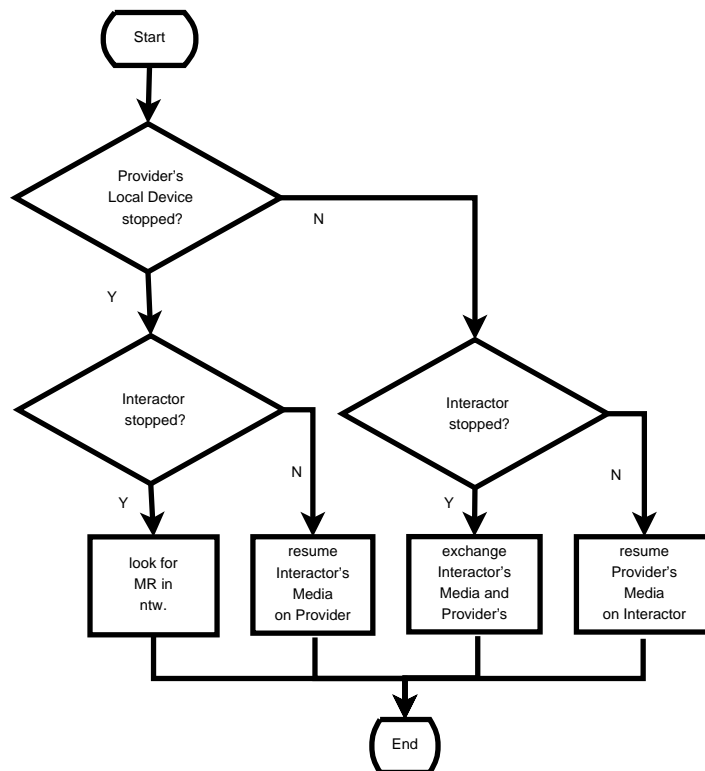 Start
Provider's
Local Device
stopped?
N
Y
Interactor
stopped?
Interactor
stopped?
N
N
Y
Y
look for
MR in
ntw.
resume
Interactor's
Media
on Provider
exchange
Interactor's
Media and
Provider's
resume
Provider's
Media
on Interactor
End